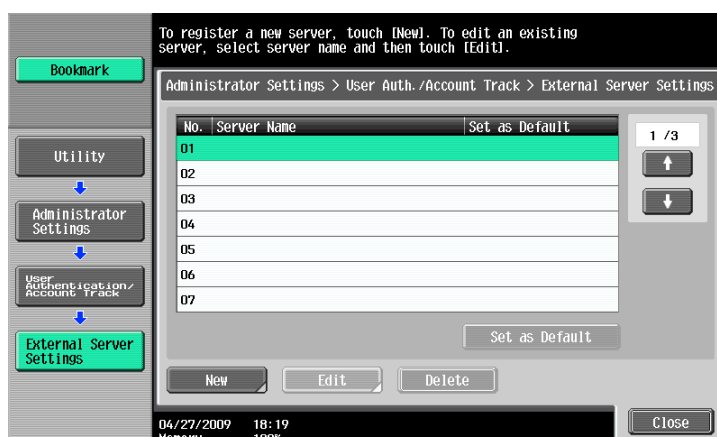 To register a new server, touch [New]. To edit an existing
server, select server name and then touch [Edit].
Bookmark
Administrator Settings > User Auth./Account Track > External Server Settings
No. Server Name Set as Default
1 /3
01
02
03
04
05
06
07
Utility
Administrator
Settings
User
Authentication/
Account Track
External Server
Settings
Set as Default
New Edit Delete
04/27/2009 18:19
Close
Memory 100%